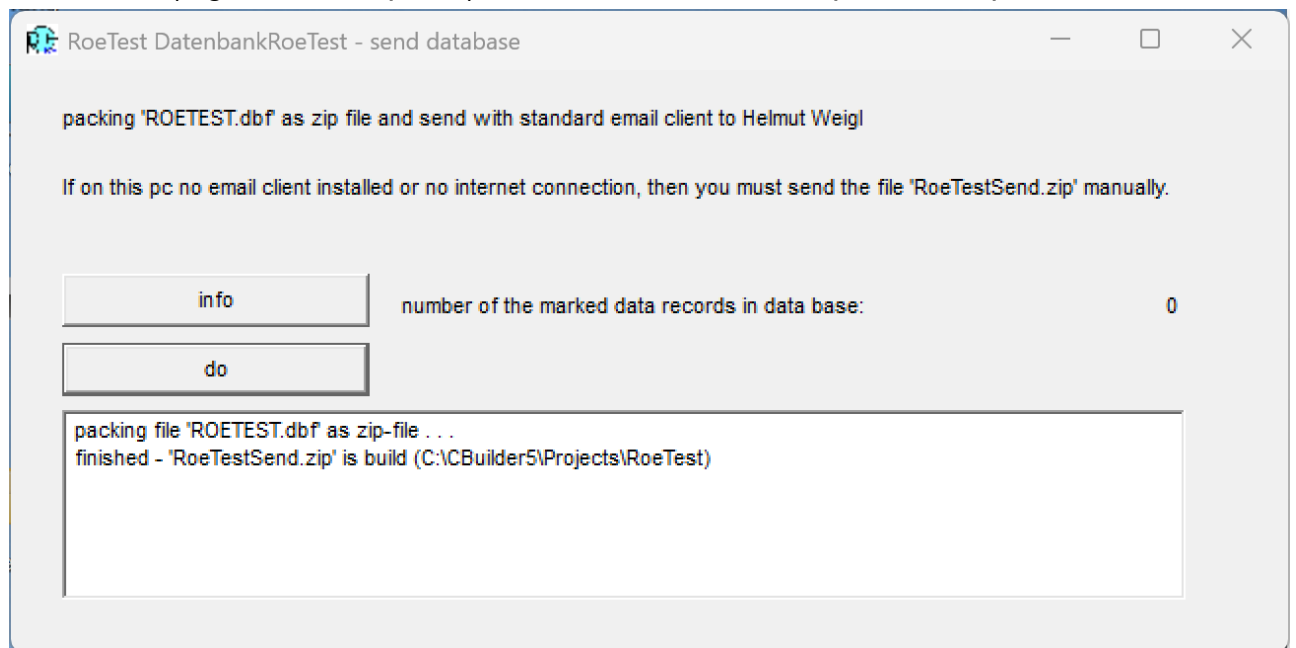 RoeTest DatenbankRoeTest - send database
packing 'ROETEST.dbf' as zip file and send with standard email client to Helmut Weigl
If on this pc no email client installed or no internet connection, then you must send the file 'RoeTestSend.zip' manually.
info
number of the marked data records in data base: 0
do
packing file 'ROETEST.dbf' as zip-file . . .
finished - 'RoeTestSend.zip' is build (C:\CBuilder5\Projects\RoeTest)